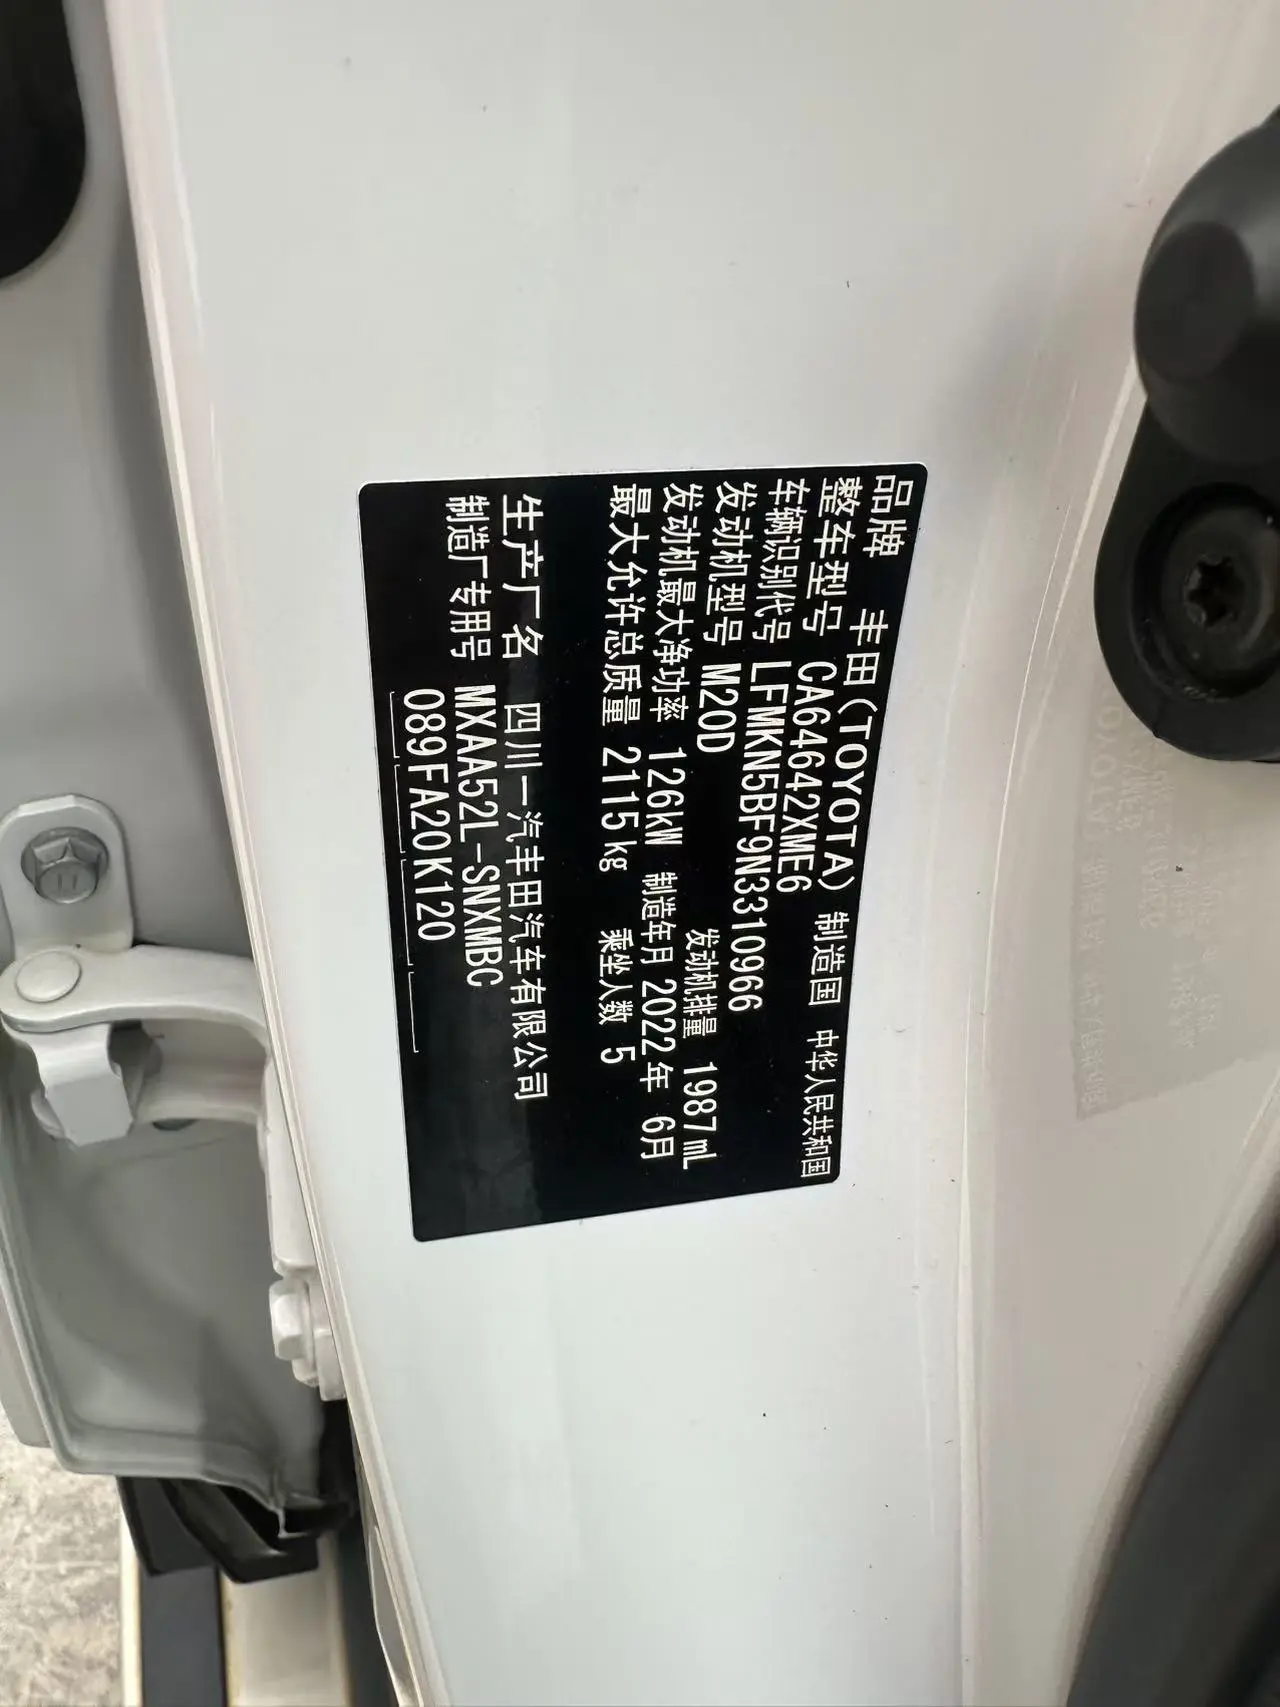 品牌 丰田(TOYOTA) 制造国 中华人民共和国
整车型号 CA64642XME6
车辆识别代号 LFMKN5BF9N3310966
发动机型号 M20D 发动机排量 1987mL
发动机最大净功率 126kW 制造年月 2022年 6月
最大允许总质量 2115kg 乘坐人数 5
生产厂名 四川一汽丰田汽车有限公司
制造厂专用号 MXAA52L-SNXMBC
089FA20K120